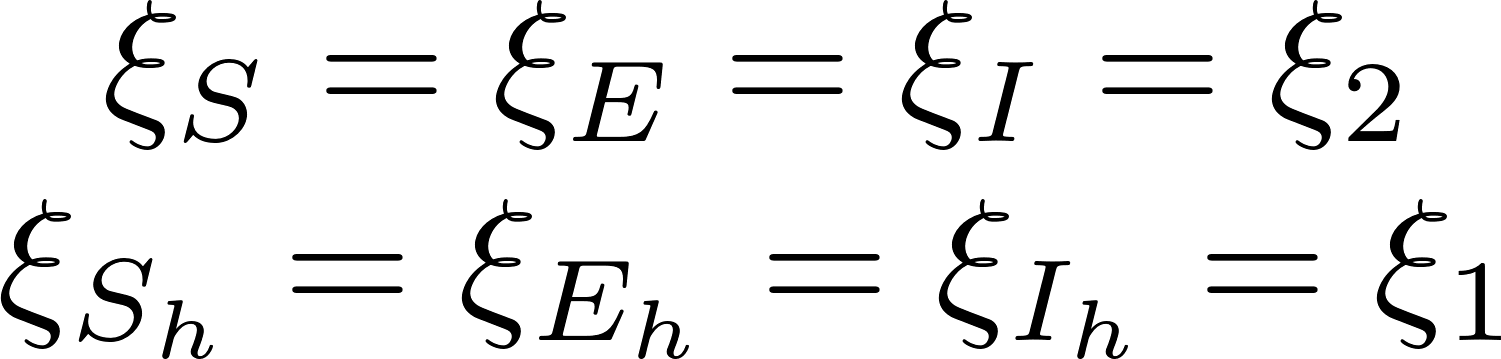 ξ_S = ξ_E = ξ_I = ξ_2
ξ_{S_h} = ξ_{E_h} = ξ_{I_h} = ξ_1